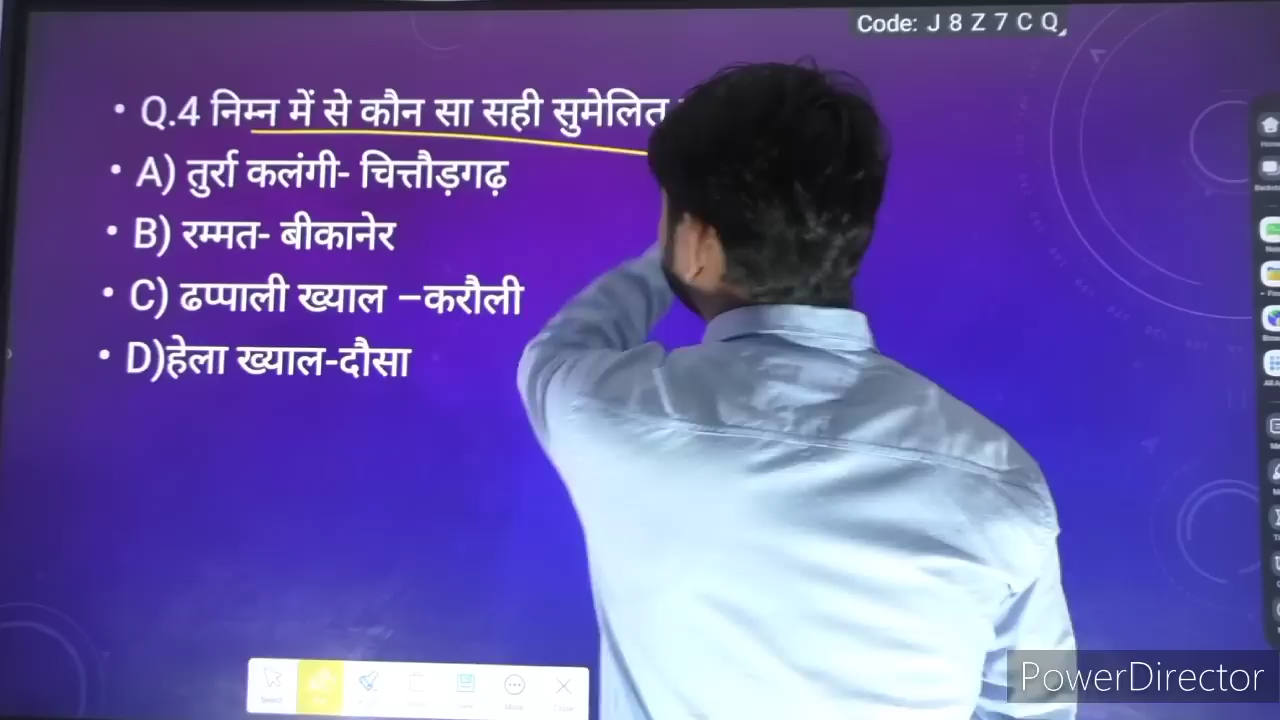 Code: J 8 Z 7 C Q
• Q.4 निम्न में से कौन सा सही सुमेलित
• A) तुर्रा कलंगी- चित्तौड़गढ़
• B) रम्मत- बीकानेर
• C) ढप्पाली ख्याल –करौली
• D)हेला ख्याल-दौसा
PowerDirector